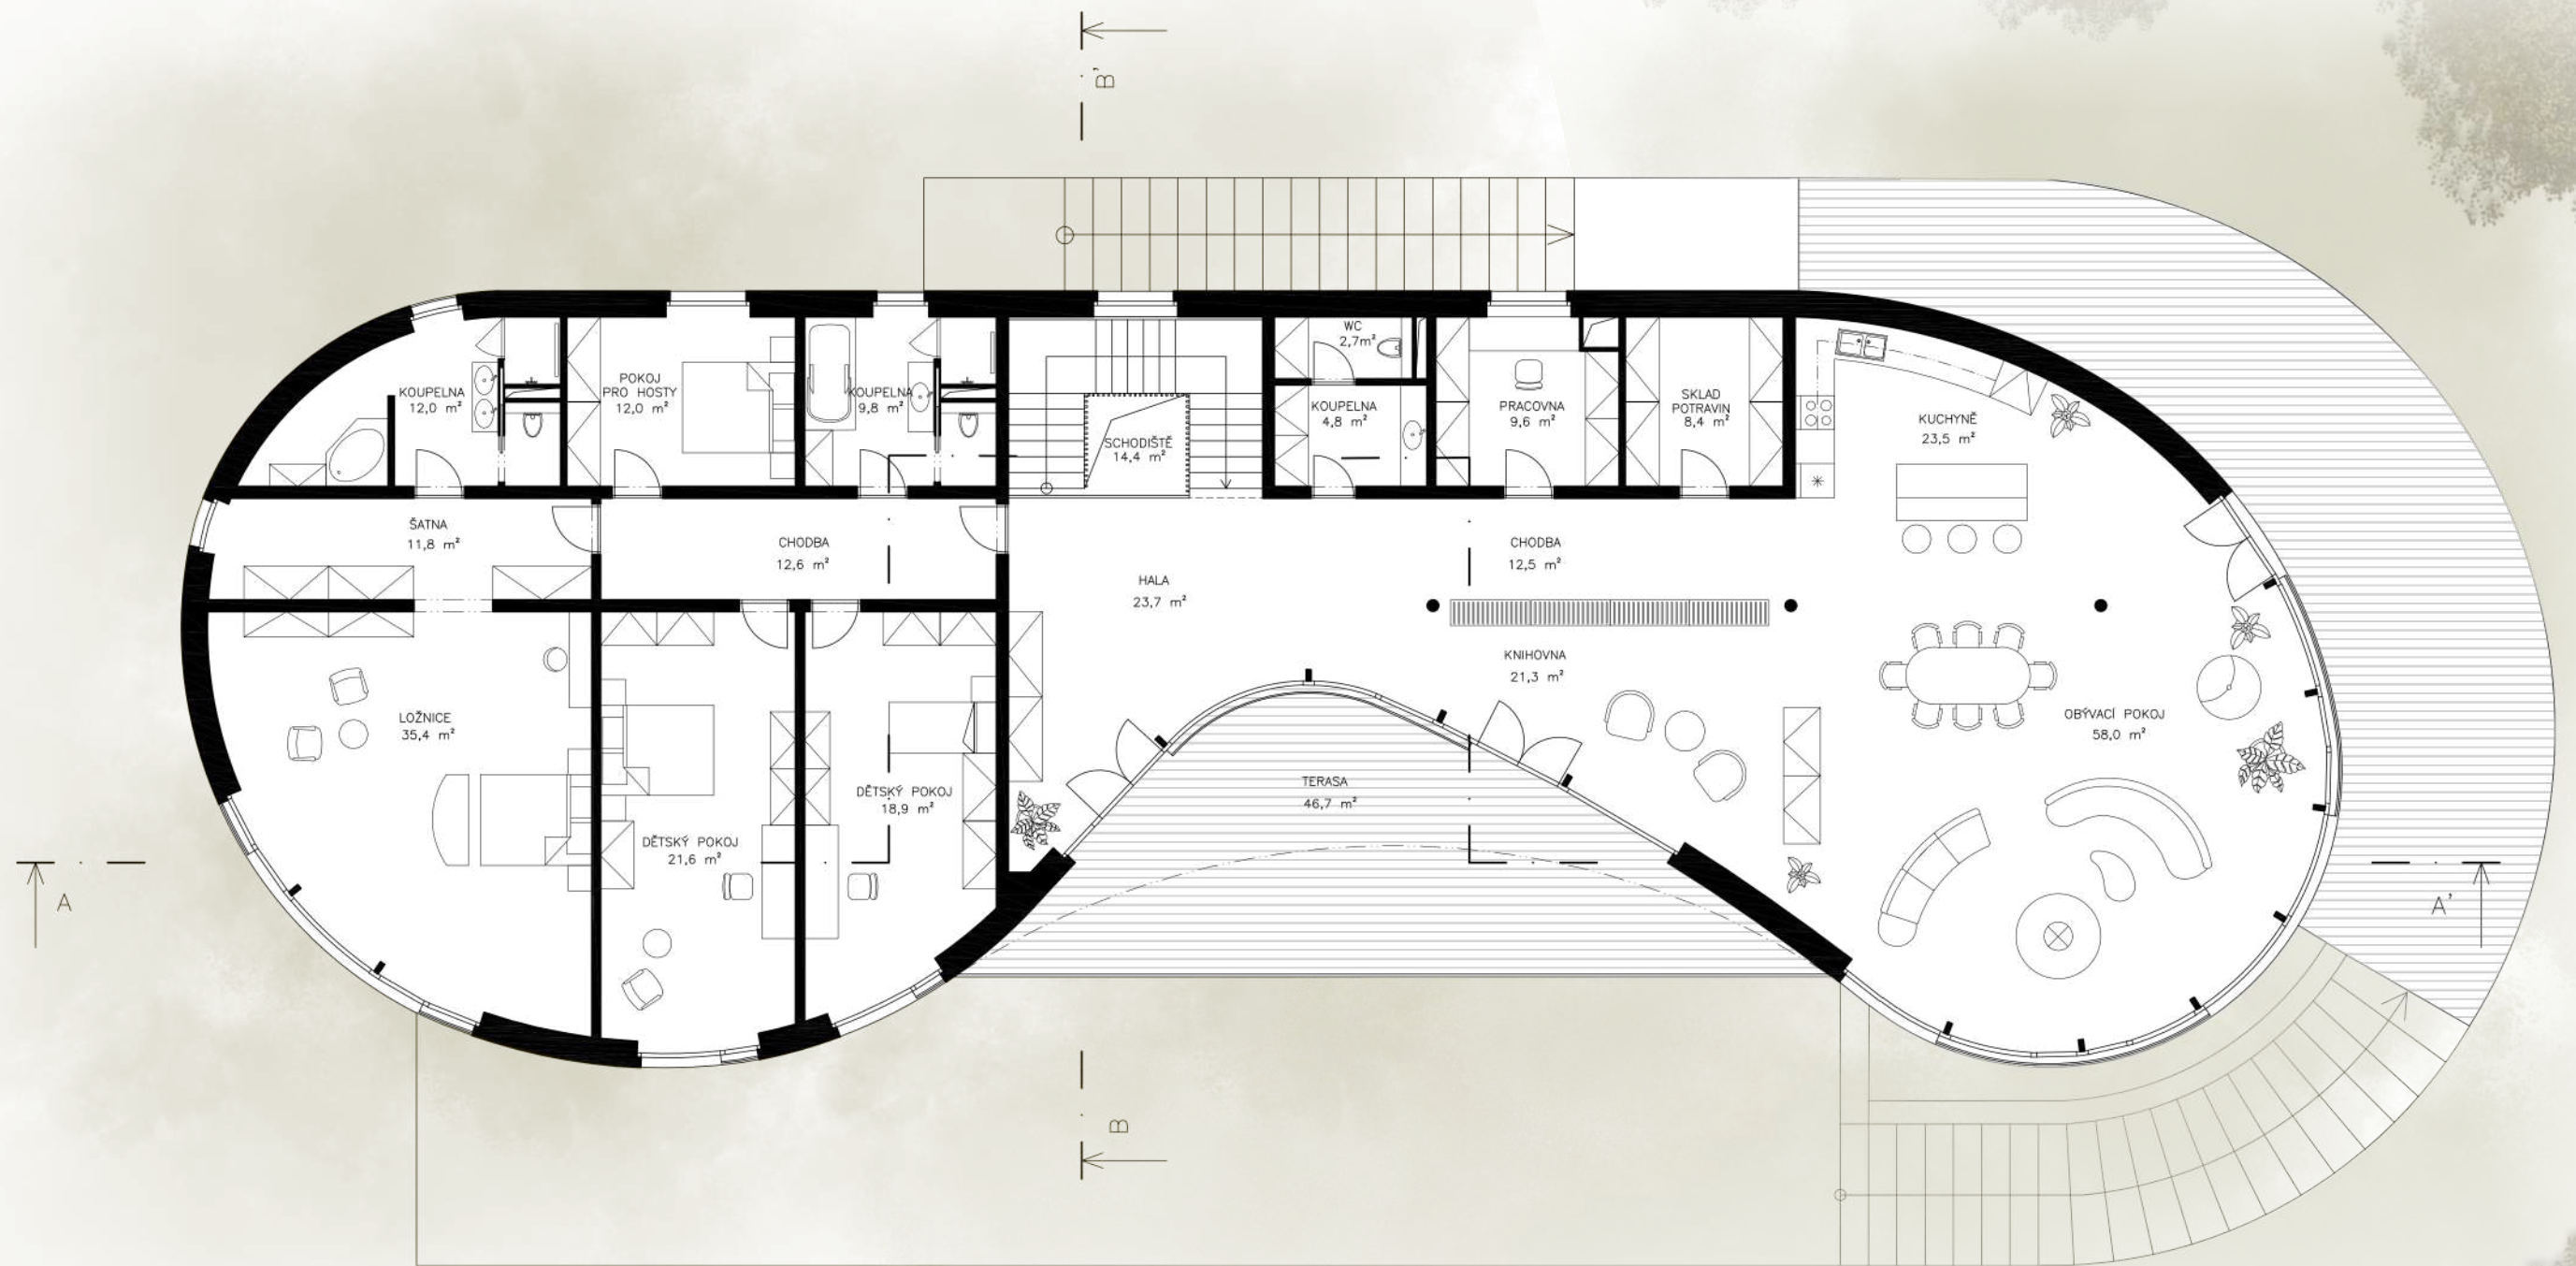 B'
KOUPELNA
12,0 m²
POKOJ
PRO HOSTY
12,0 m²
KOUPELNA
9,8 m²
SCHODIŠTĚ
14,4 m²
WC
2,7m²
KOUPELNA
4,8 m²
PRACOVNA
9,6 m²
SKLAD
POTRAVIN
8,4 m²
KUCHYNĚ
23,5 m²
ŠATNA
11,8 m²
CHODBA
12,6 m²
HALA
23,7 m²
CHODBA
12,5 m²
KNIHOVNA
21,3 m²
LOŽNICE
35,4 m²
DĚTSKÝ POKOJ
21,6 m²
DĚTSKÝ POKOJ
18,9 m²
TERASA
46,7 m²
OBÝVACÍ POKOJ
58,0 m²
A
A'
B